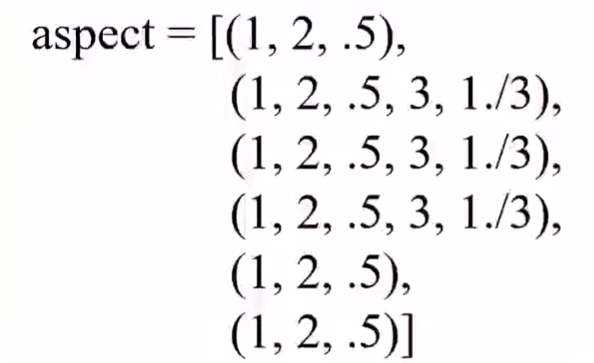 aspect = [(1, 2, .5),
(1, 2, .5, 3, 1./3),
(1, 2, .5, 3, 1./3),
(1, 2, .5, 3, 1./3),
(1, 2, .5),
(1, 2, .5)]